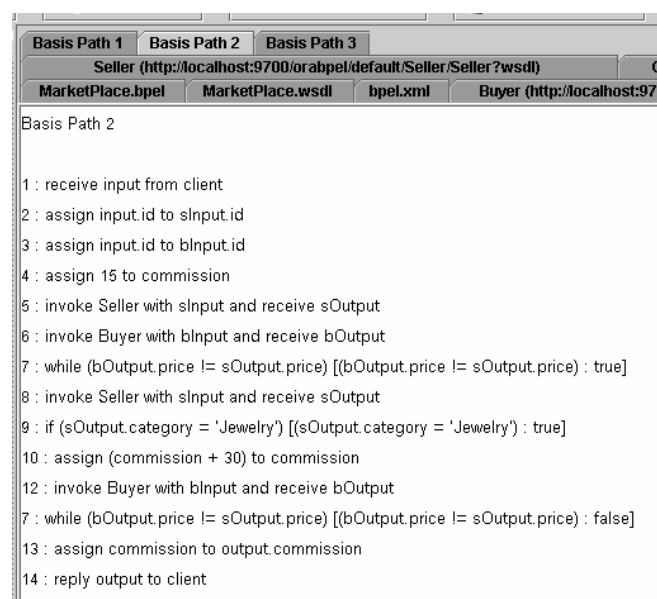 Basis Path 1 Basis Path 2 Basis Path 3
Seller (http://localhost:9700/orabpel/default/Seller/Seller?wsdl)
MarketPlace.bpel MarketPlace.wsdl bpel.xml Buyer (http://localhost:97
Basis Path 2
1 : receive input from client
2 : assign input.id to sInput.id
3 : assign input.id to bInput.id
4 : assign 15 to commission
5 : invoke Seller with sInput and receive sOutput
6 : invoke Buyer with bInput and receive bOutput
7 : while (bOutput.price != sOutput.price) [(bOutput.price != sOutput.price) : true]
8 : invoke Seller with sInput and receive sOutput
9 : if (sOutput.category = 'Jewelry') [(sOutput.category = 'Jewelry') : true]
10 : assign (commission + 30) to commission
12 : invoke Buyer with bInput and receive bOutput
7 : while (bOutput.price != sOutput.price) [(bOutput.price != sOutput.price) : false]
13 : assign commission to output.commission
14 : reply output to client